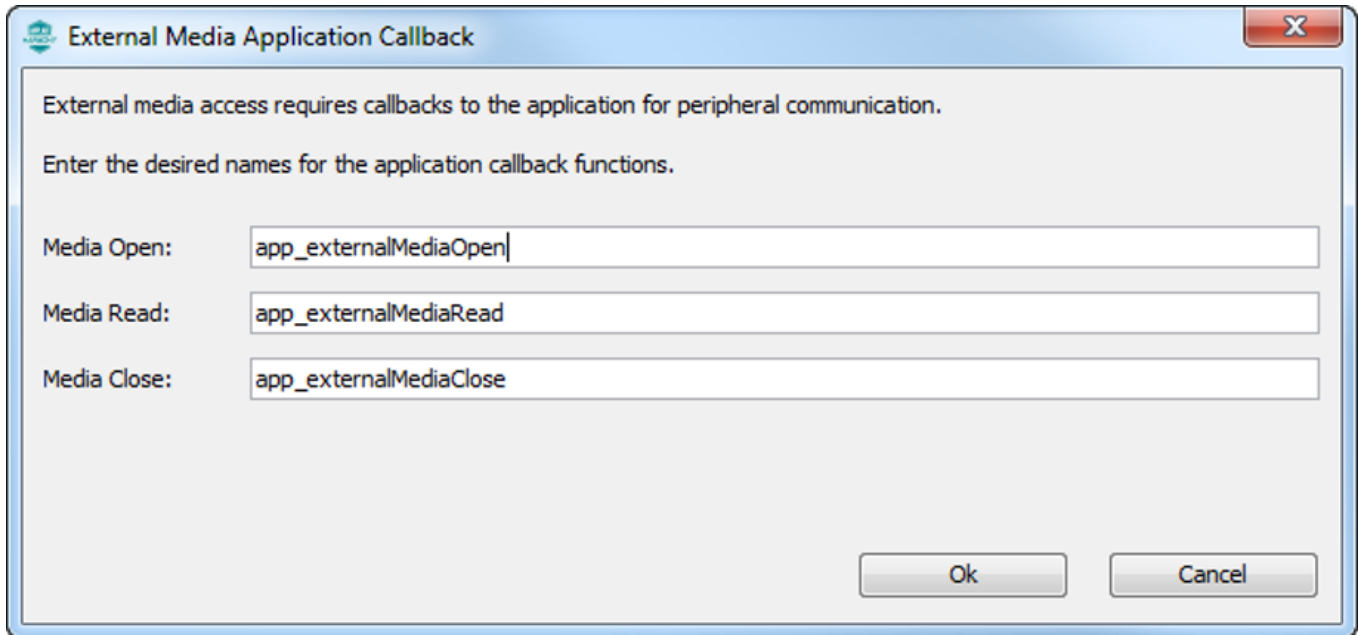 External Media Application Callback
External media access requires callbacks to the application for peripheral communication.
Enter the desired names for the application callback functions.
Media Open: app_externalMediaOpen
Media Read: app_externalMediaRead
Media Close: app_externalMediaClose
Ok Cancel